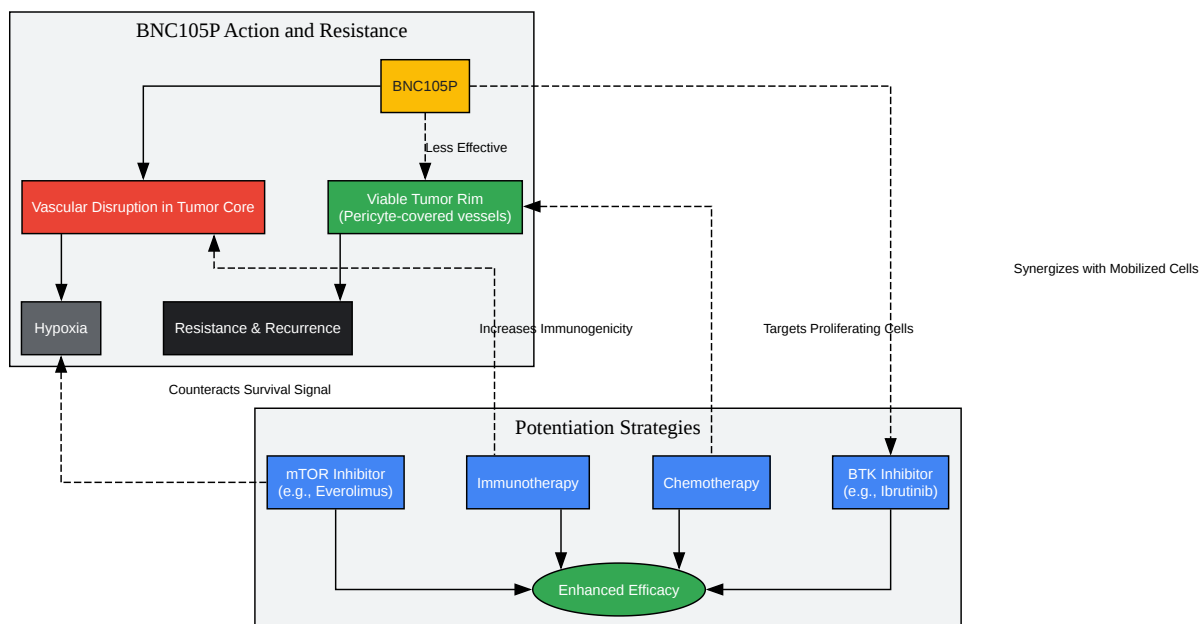 BNC105P Action and Resistance
BNC105P
Less Effective
Vascular Disruption in Tumor Core
Viable Tumor Rim
(Pericyte-covered vessels)
Synergizes with Mobilized Cells
Hypoxia
Resistance & Recurrence
Increases Immunogenicity
Targets Proliferating Cells
Counteracts Survival Signal
Potentiation Strategies
mTOR Inhibitor
(e.g., Everolimus)
Immunotherapy
Chemotherapy
BTK Inhibitor
(e.g., Ibrutinib)
Enhanced Efficacy